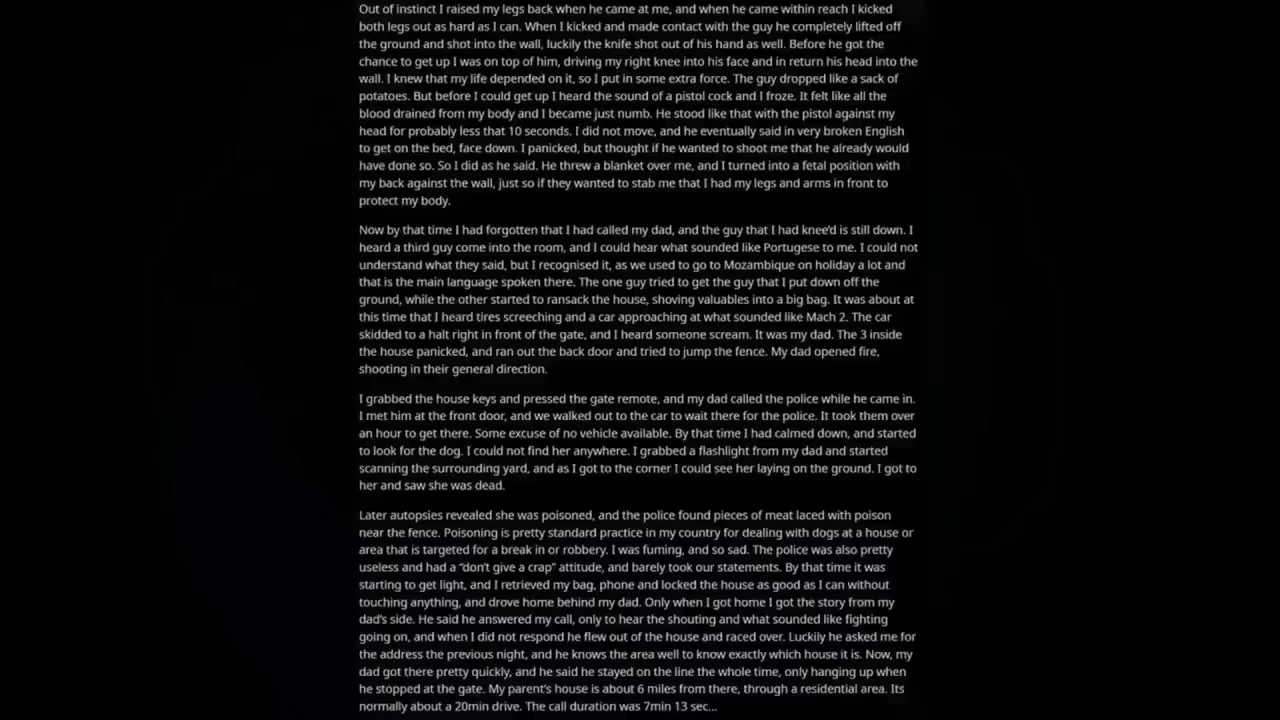 Out of instinct I raised my legs back when he came at me, and when he came within reach I kicked
both legs out as hard as I can. When I kicked and made contact with the guy he completely lifted off
the ground and shot into the wall, luckily the knife shot out of his hand as well. Before he got the
chance to get up I was on top of him, driving my right knee into his face and in return his head into the
wall. I knew that my life depended on it, so I put in some extra force. The guy dropped like a sack of
potatoes. But before I could get up I heard the sound of a pistol cock and I froze. It felt like all the
blood drained from my body and I became just numb. He stood like that with the pistol against my
head for probably less that 10 seconds. I did not move, and he eventually said in very broken English
to get on the bed, face down. I panicked, but thought if he wanted to shoot me that he already would
have done so. So I did as he said. He threw a blanket over me, and I turned into a fetal position with
my back against the wall, just so if they wanted to stab me that I had my legs and arms in front to
protect my body.
Now by that time I had forgotten that I had called my dad, and the guy that I had knee'd is still down. I
heard a third guy come into the room, and I could hear what sounded like Portugese to me. I could not
understand what they said, but I recognised it, as we used to go to Mozambique on holiday a lot and
that is the main language spoken there. The one guy tried to get the guy that I put down off the
ground, while the other started to ransack the house, shoving valuables into a big bag. It was about at
this time that I heard tires screeching and a car approaching at what sounded like Mach 2. The car
skidded to a halt right in front of the gate, and I heard someone scream. It was my dad. The 3 inside
the house panicked, and ran out the back door and tried to jump the fence. My dad opened fire,
shooting in their general direction.
I grabbed the house keys and pressed the gate remote, and my dad called the police while he came in.
I met him at the front door, and we walked out to the car to wait there for the police. It took them over
an hour to get there. Some excuse of no vehicle available. By that time I had calmed down, and started
to look for the dog. I could not find her anywhere. I grabbed a flashlight from my dad and started
scanning the surrounding yard, and as I got to the corner I could see her laying on the ground. I got to
her and saw she was dead.
Later autopsies revealed she was poisoned, and the police found pieces of meat laced with poison
near the fence. Poisoning is pretty standard practice in my country for dealing with dogs at a house or
area that is targeted for a break in or robbery. I was fuming, and so sad. The police was also pretty
useless and had a "don't give a crap" attitude, and barely took our statements. By that time it was
starting to get light, and I retrieved my bag, phone and locked the house as good as I can without
touching anything, and drove home behind my dad. Only when I got home I got the story from my
dad's side. He said he answered my call, only to hear the shouting and what sounded like fighting
going on, and when I did not respond he flew out of the house and raced over. Luckily he asked me for
the address the previous night, and he knows the area well to know exactly which house it is. Now, my
dad got there pretty quickly, and he said he stayed on the line the whole time, only hanging up when
he stopped at the gate. My parent's house is about 6 miles from there, through a residential area. Its
normally about a 20min drive. The call duration was 7min 13 sec...